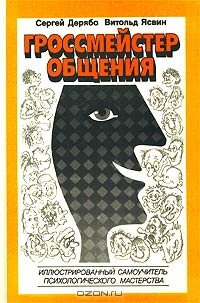 Сергей Дерябо Витольд Ясвин
ГРОССМЕЙСТЕР
ОБЩЕНИЯ
ИЛЛЮСТРИРОВАННЫЙ САМОУЧИТЕЛЬ
ПСИХОЛОГИЧЕСКОГО МАСТЕРСТВА
OZON.ru